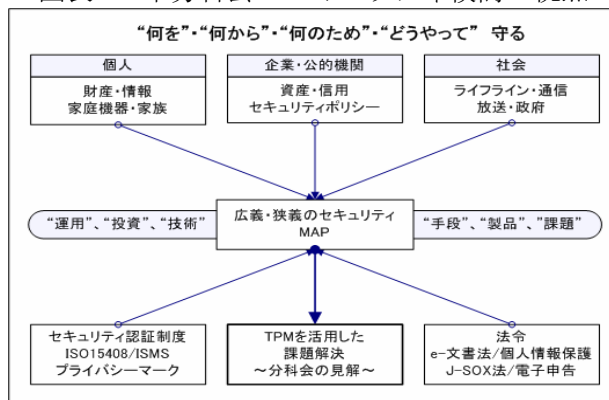 “何を”・“何から”・“何のため”・“どうやって” 守る
個人
財産・情報
家庭機器・家族
企業・公的機関
資産・信用
セキュリティポリシー
社会
ライフライン・通信
放送・政府
“運用”、“投資”、“技術”
広義・狭義のセキュリティ
MAP
“手段”、“製品”、”課題”
セキュリティ認証制度
ISO15408/ISMS
プライバシーマーク
TPMを活用した
課題解決
～分科会の見解～
法令
e-文書法/個人情報保護
J-SOX法/電子申告